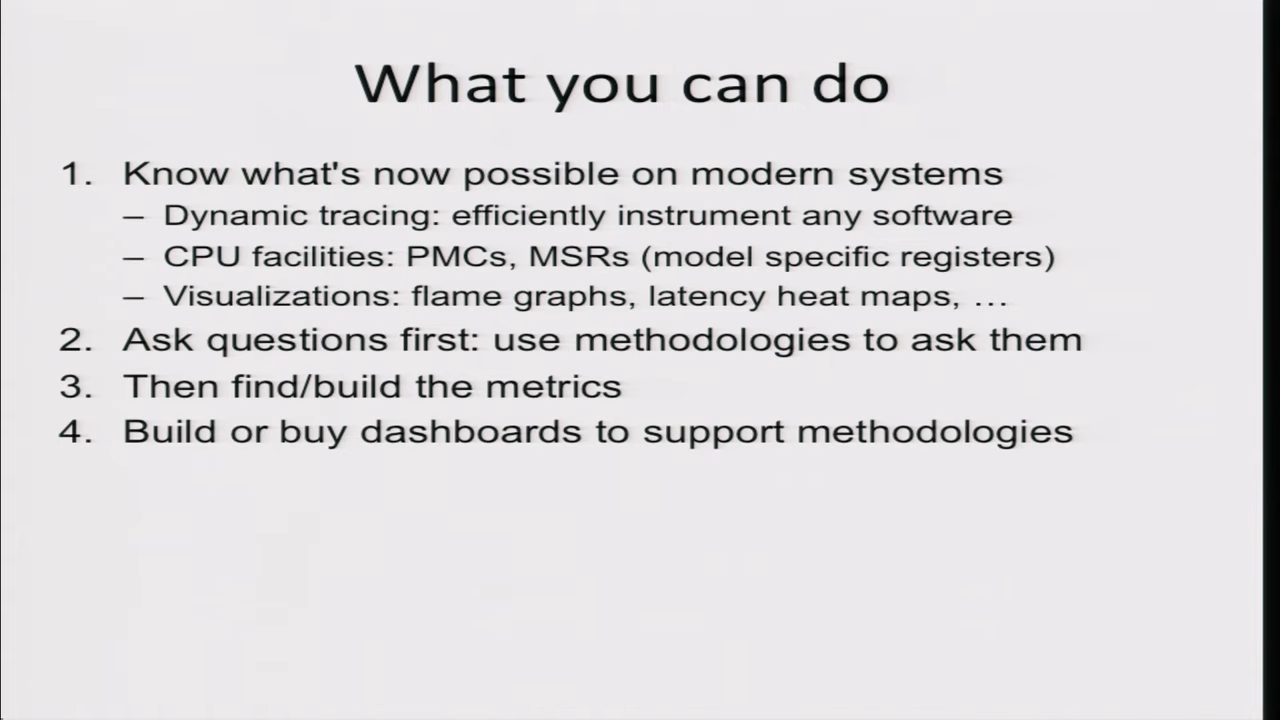 What you can do
1. Know what's now possible on modern systems
– Dynamic tracing: efficiently instrument any software
– CPU facilities: PMCs, MSRs (model specific registers)
– Visualizations: flame graphs, latency heat maps, …
2. Ask questions first: use methodologies to ask them
3. Then find/build the metrics
4. Build or buy dashboards to support methodologies